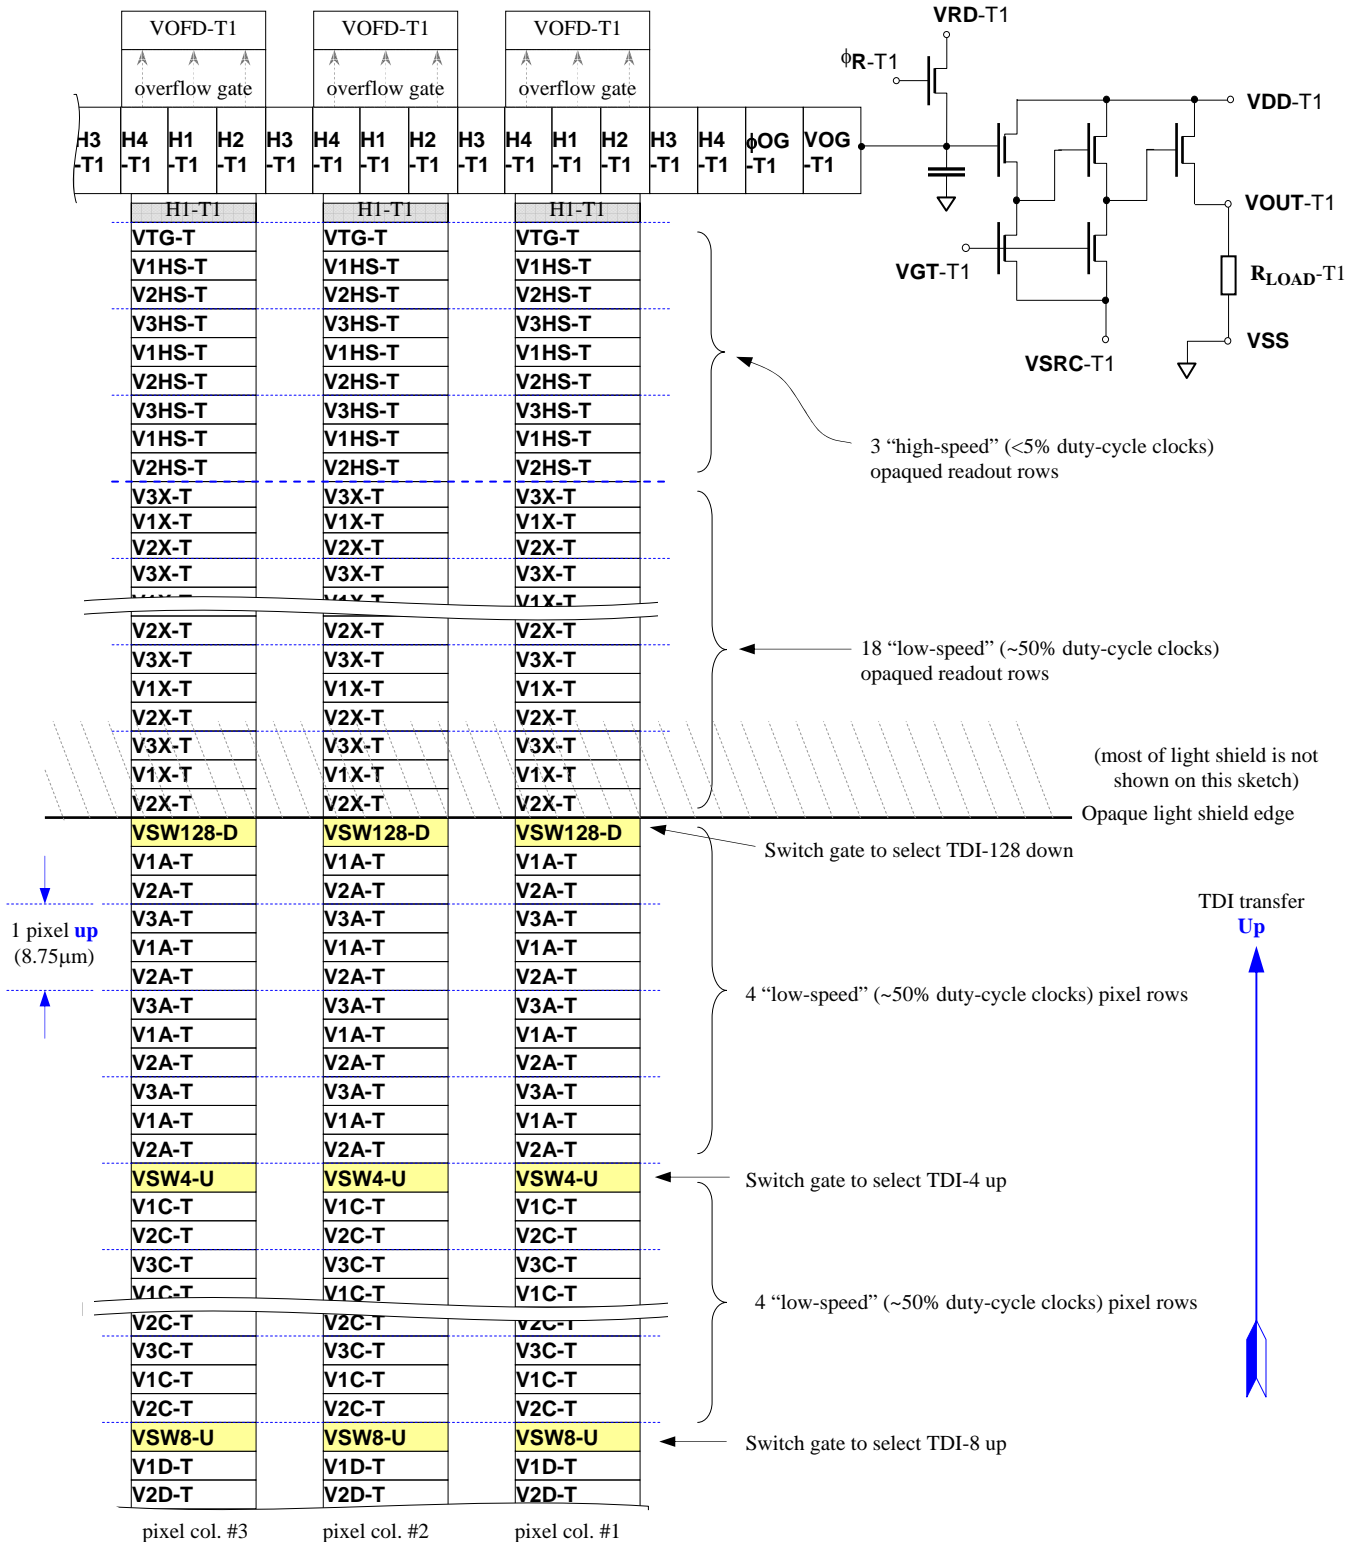 VOFD-T1 VOFD-T1 VOFD-T1
overflow gate overflow gate overflow gate
H3 H4 H1 H2 H3 H4 H1 H2 H3 H4 H1 H2 H3 H4 ϕOG VOG
-T1 -T1 -T1 -T1 -T1 -T1 -T1 -T1 -T1 -T1 -T1 -T1 -T1 -T1 -T1 -T1
H1-T1 H1-T1 H1-T1
VRD-T1
ϕR-T1
VDD-T1
VOUT-T1
VGT-T1
RLOAD-T1
VSS
VSRC-T1
VTG-T VTG-T VTG-T
V1HS-T V1HS-T V1HS-T
V2HS-T V2HS-T V2HS-T
V3HS-T V3HS-T V3HS-T
V1HS-T V1HS-T V1HS-T
V2HS-T V2HS-T V2HS-T
V3HS-T V3HS-T V3HS-T
V1HS-T V1HS-T V1HS-T
V2HS-T V2HS-T V2HS-T
3 “high-speed” (<5% duty-cycle clocks)
opaqued readout rows
V3X-T V3X-T V3X-T
V1X-T V1X-T V1X-T
V2X-T V2X-T V2X-T
V3X-T V3X-T V3X-T
V1X-T V1X-T V1X-T
V2X-T V2X-T V2X-T
V3X-T V3X-T V3X-T
V1X-T V1X-T V1X-T
V2X-T V2X-T V2X-T
V3X-T V3X-T V3X-T
V1X-T V1X-T V1X-T
V2X-T V2X-T V2X-T
18 “low-speed” (~50% duty-cycle clocks)
opaqued readout rows
(most of light shield is not
shown on this sketch)
Opaque light shield edge
VSW128-D VSW128-D VSW128-D
Switch gate to select TDI-128 down
V1A-T V1A-T V1A-T
V2A-T V2A-T V2A-T
V3A-T V3A-T V3A-T
V1A-T V1A-T V1A-T
V2A-T V2A-T V2A-T
V3A-T V3A-T V3A-T
V1A-T V1A-T V1A-T
V2A-T V2A-T V2A-T
V3A-T V3A-T V3A-T
V1A-T V1A-T V1A-T
V2A-T V2A-T V2A-T
1 pixel up
(8.75μm)
4 “low-speed” (~50% duty-cycle clocks) pixel rows
TDI transfer
Up
VSW4-U VSW4-U VSW4-U
Switch gate to select TDI-4 up
V1C-T V1C-T V1C-T
V2C-T V2C-T V2C-T
V3C-T V3C-T V3C-T
V1C-T V1C-T V1C-T
V2C-T V2C-T V2C-T
V3C-T V3C-T V3C-T
V1C-T V1C-T V1C-T
V2C-T V2C-T V2C-T
4 “low-speed” (~50% duty-cycle clocks) pixel rows
VSW8-U VSW8-U VSW8-U
Switch gate to select TDI-8 up
V1D-T V1D-T V1D-T
V2D-T V2D-T V2D-T
pixel col. #3 pixel col. #2 pixel col. #1